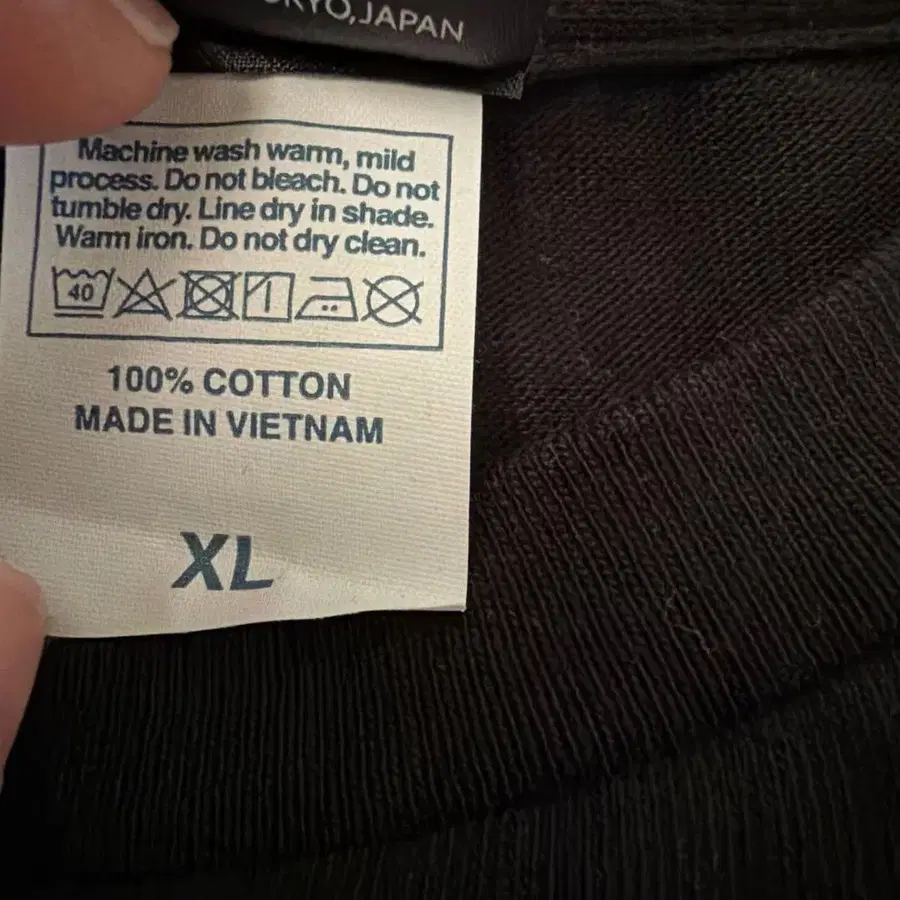 JAPAN
Machine wash warm, mild
process. Do not bleach. Do not
tumble dry. Line dry in shade.
Warm iron. Do not dry clean.
40
100% COTTON
MADE IN VIETNAM
XL